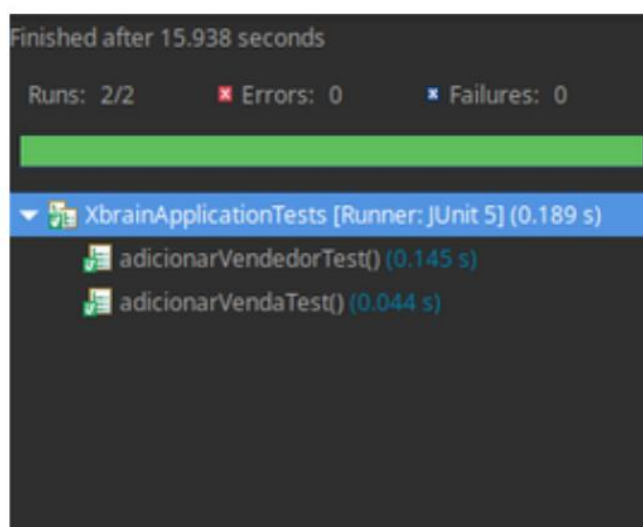 Finished after 15.938 seconds
Runs: 2/2 Errors: 0 Failures: 0
XbrainApplicationTests [Runner: JUnit 5] (0.189 s)
adicionarVendedorTest() (0.145 s)
adicionarVendaTest() (0.044 s)